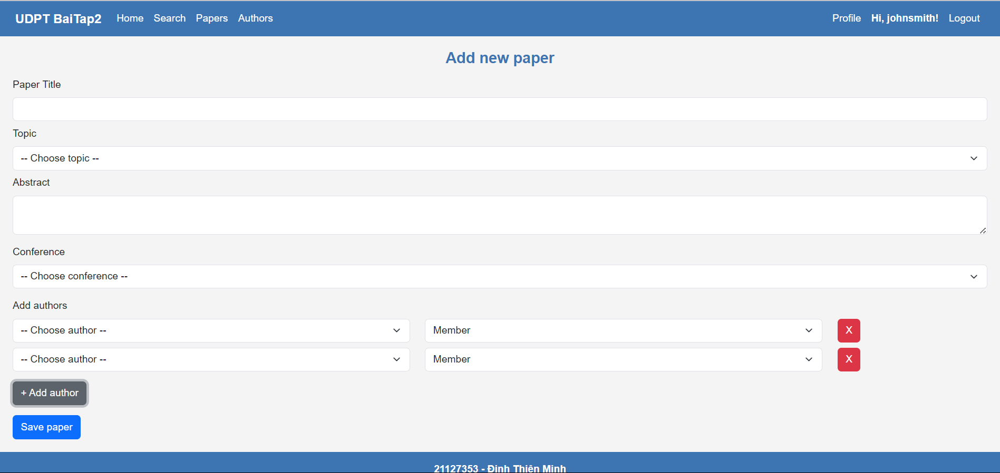 UDPT BaiTap2 Home Search Papers Authors Profile Hi, johnsmith! Logout
Add new paper
Paper Title
Topic
-- Choose topic --
Abstract
Conference
-- Choose conference --
Add authors
-- Choose author -- Member X
-- Choose author -- Member X
+ Add author
Save paper
21127353 - Đinh Thiện Minh